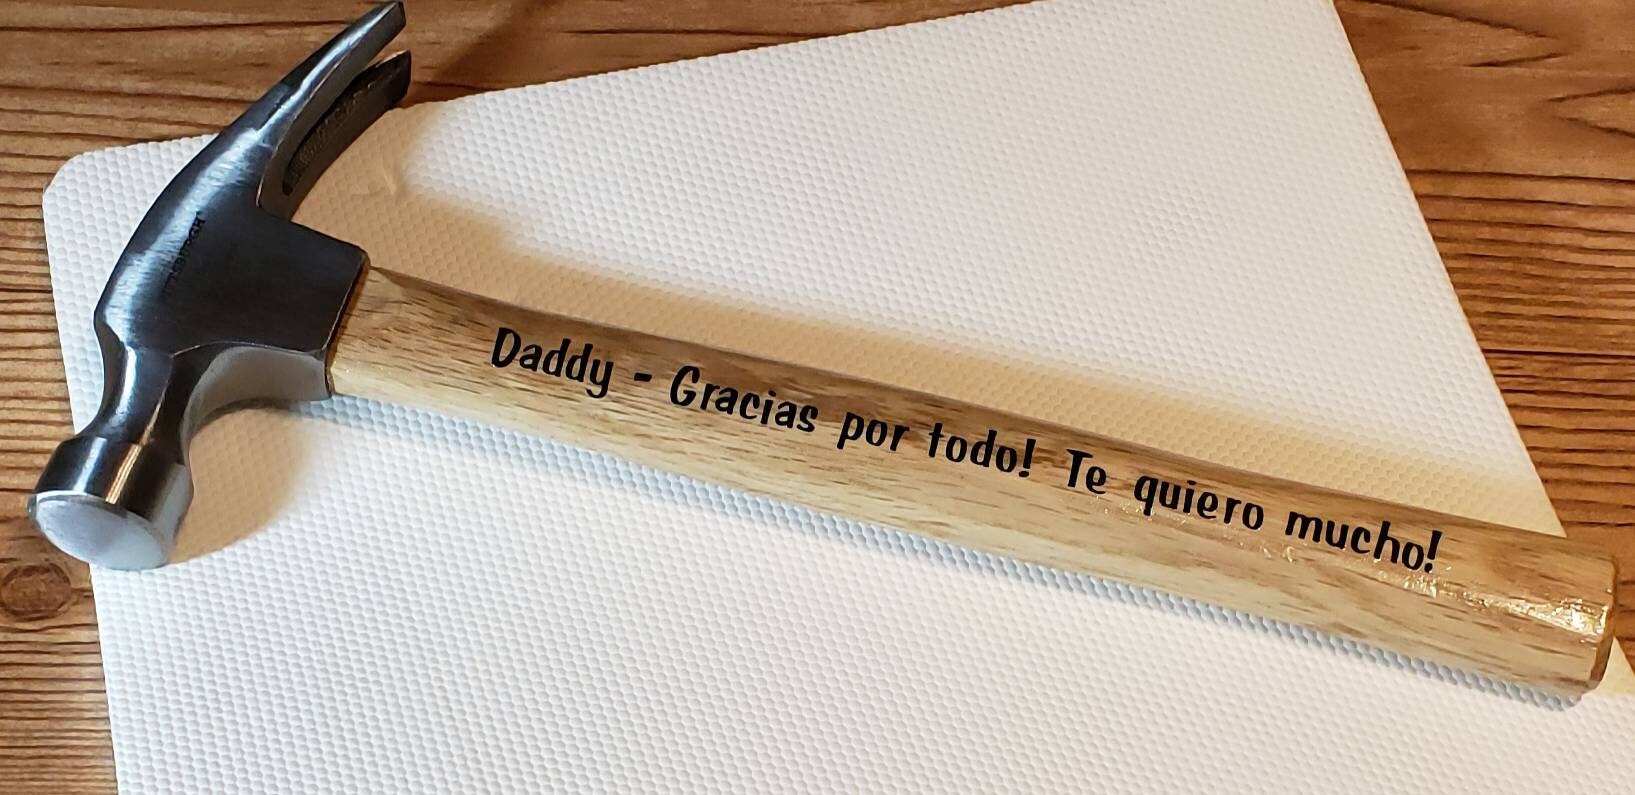 Daddy - Gracias por todo! Te quiero mucho!